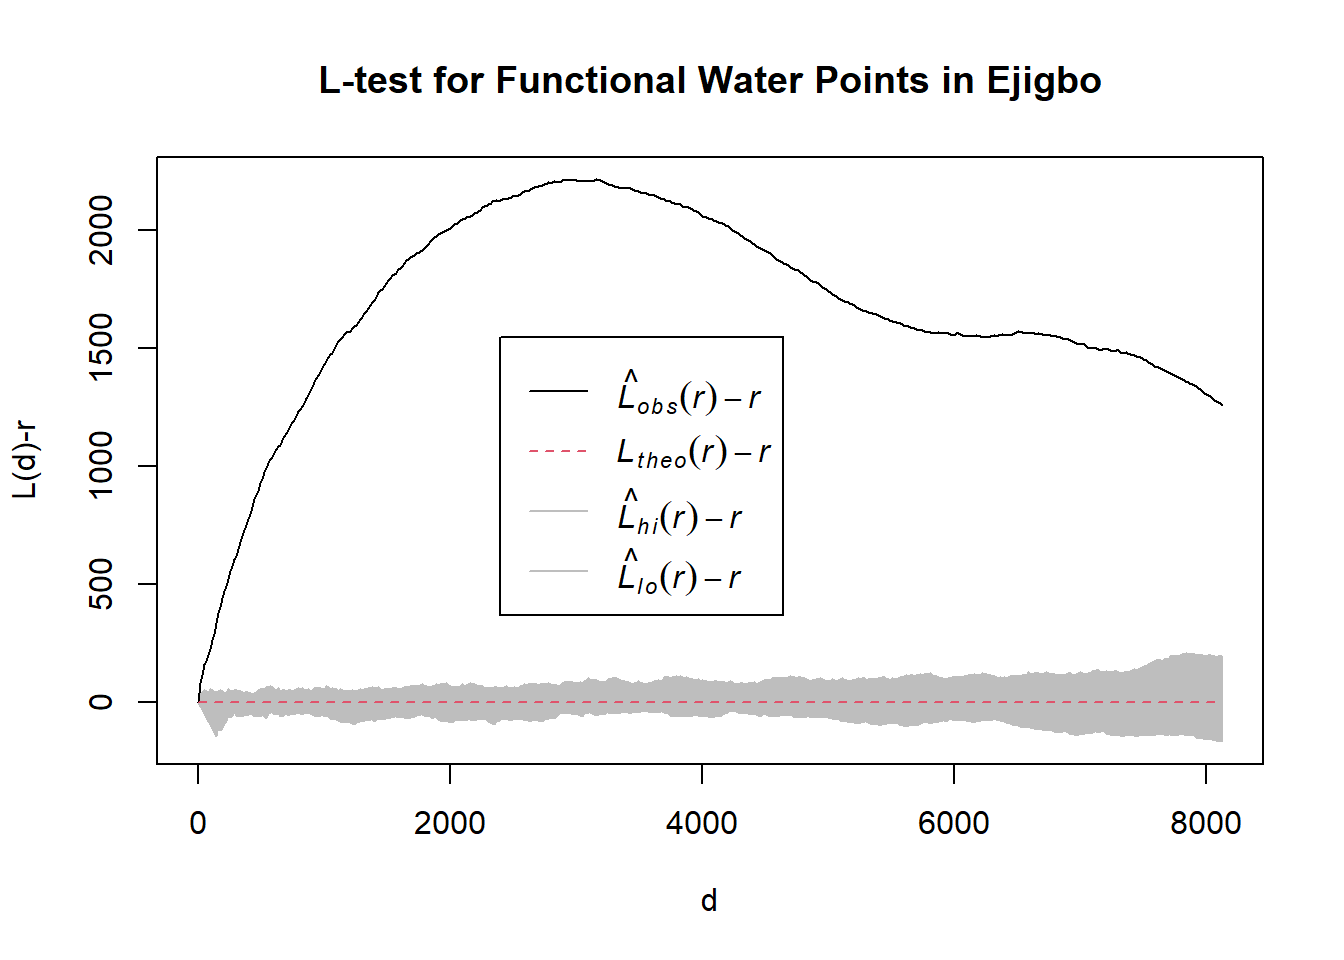 L-test for Functional Water Points in Ejigbo
L(d)-r
2000
1500
1000
500
0
L̂obs(r) − r
Ltheo(r) − r
L̂hi(r) − r
L̂lo(r) − r
0 2000 4000 6000 8000
d